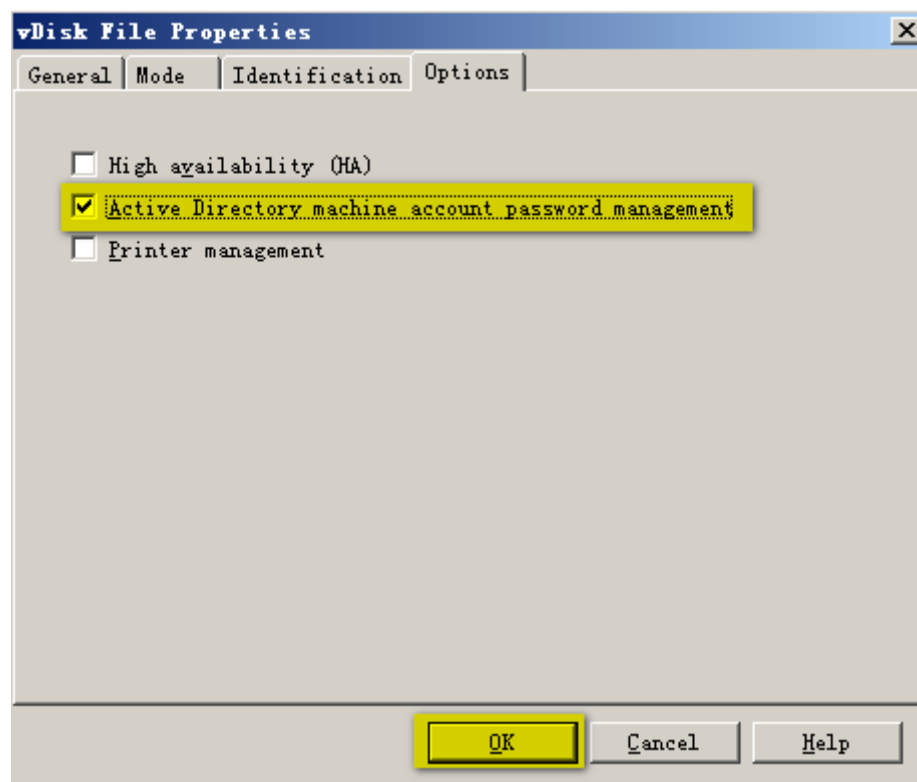 vDisk File Properties
General Mode Identification Options
High availability (HA)
Active Directory machine account password management
Printer management
OK Cancel Help